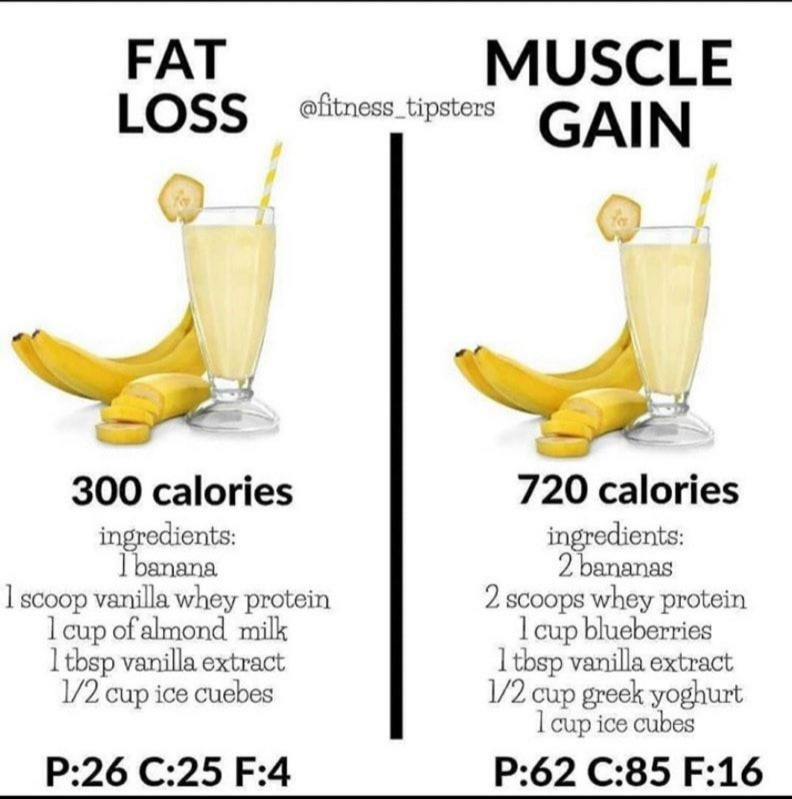 FAT
LOSS
@fitness_tipsters
MUSCLE
GAIN
300 calories
ingredients:
1 banana
1 scoop vanilla whey protein
1 cup of almond milk
1 tbsp vanilla extract
1/2 cup ice cuebes
P:26 C:25 F:4
720 calories
ingredients:
2 bananas
2 scoops whey protein
1 cup blueberries
1 tbsp vanilla extract
1/2 cup greek yoghurt
1 cup ice cubes
P:62 C:85 F:16